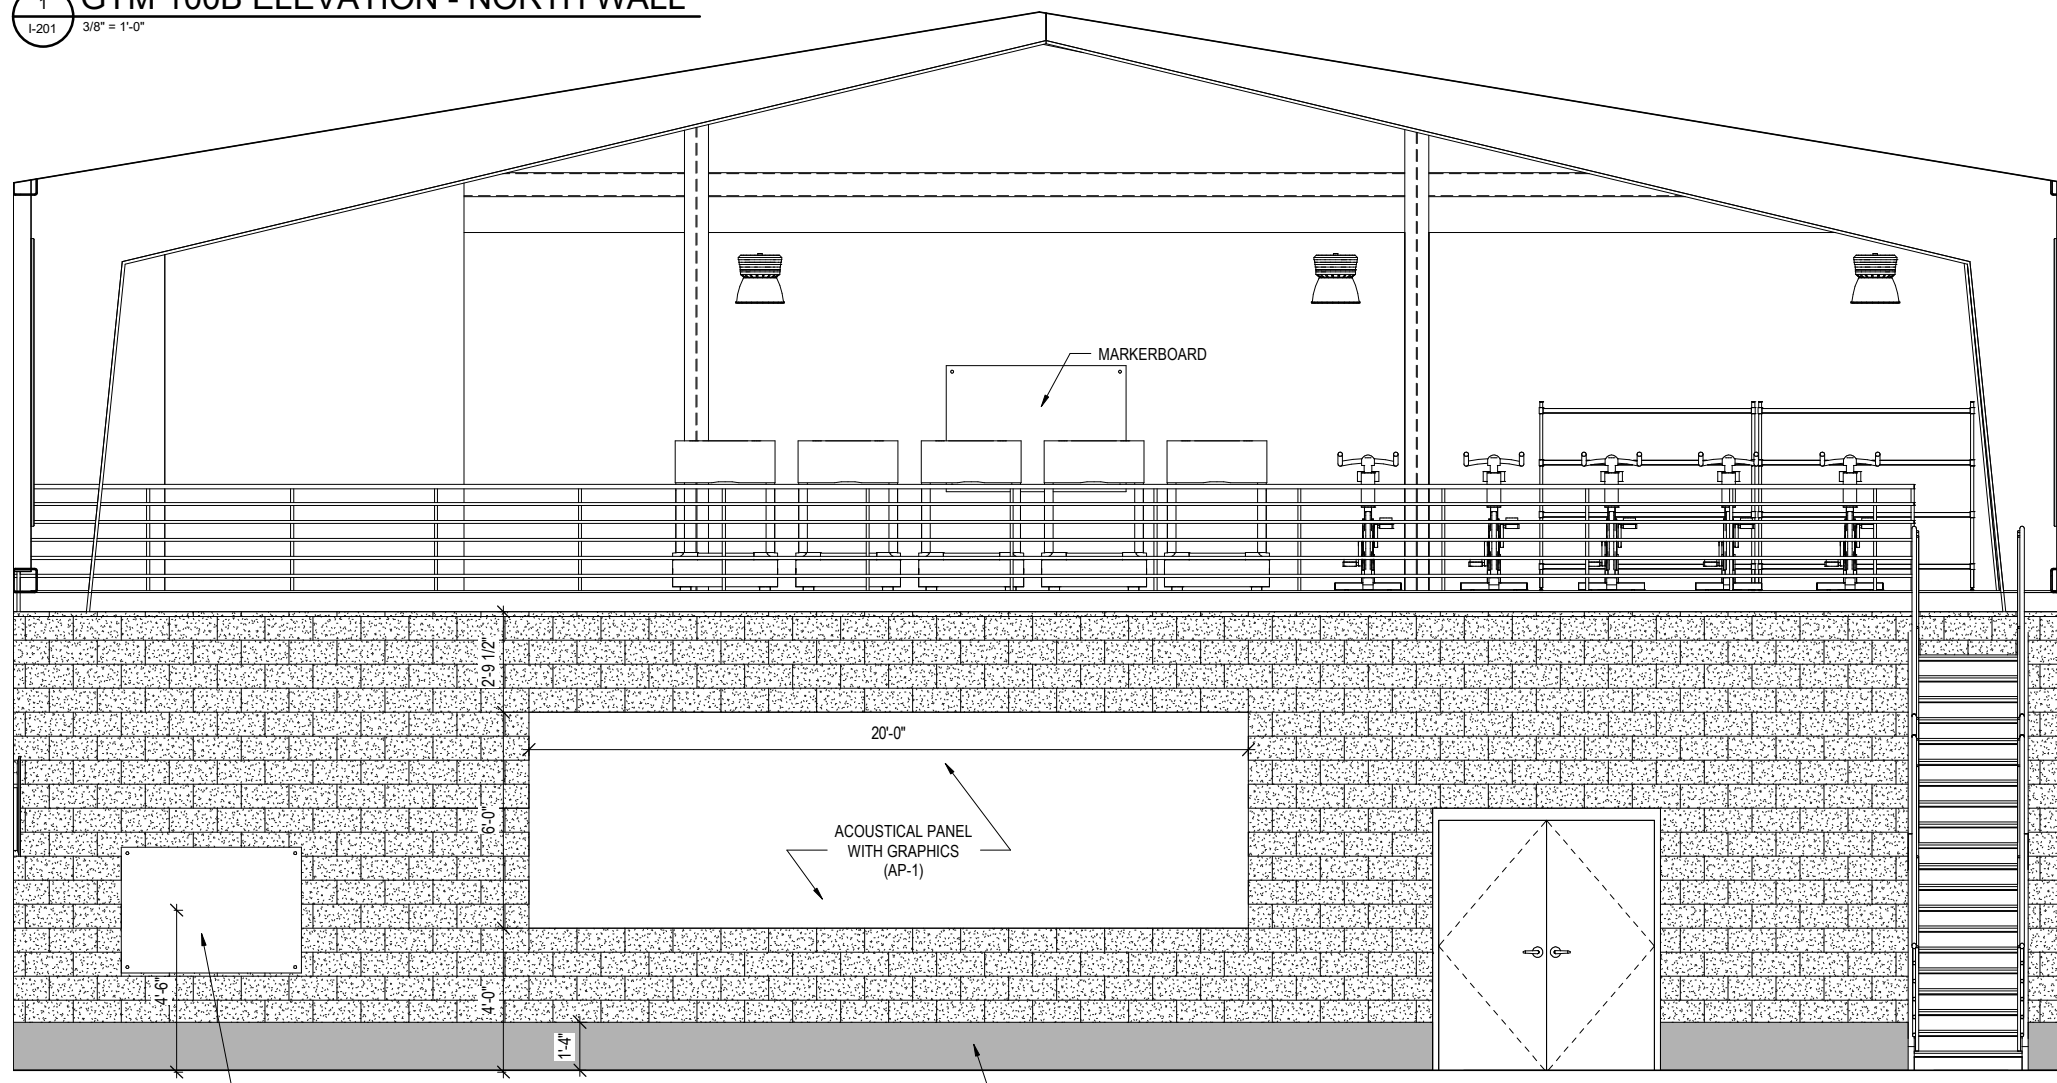 1
GYM 100B ELEVATION - NORTH WALL
I-201
3/8" = 1'-0"
MARKERBOARD
2'-9 1/2"
20'-0"
6'-0"
ACOUSTICAL PANEL
WITH GRAPHICS
(AP-1)
4'-6"
4'-0"
1'-4"